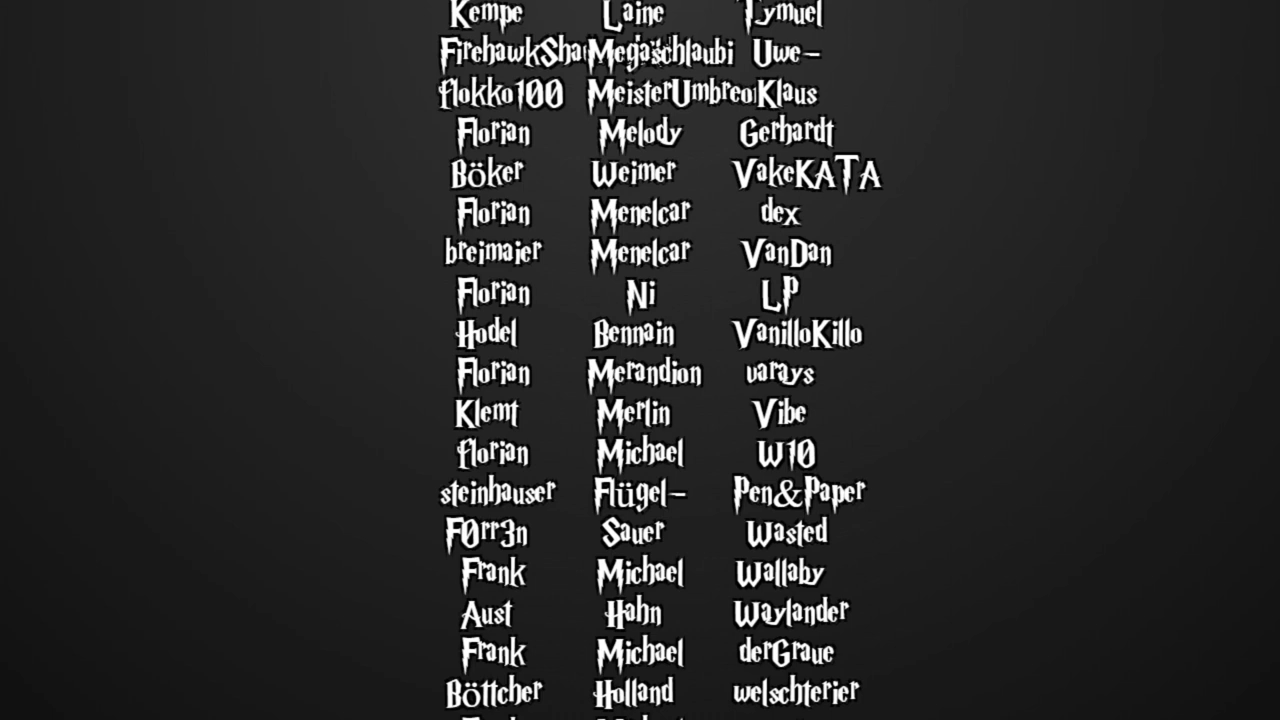 Kempe Laine Tymuel
FirehawkSha Megaschlaubi Uwe-
flokko100 MeisterUmbreon Klaus
Florian Melody Gerhardt
Böker Weimer VakeKATA
Florian Menelcar dex
breimaier Menelcar VanDan
Florian Ni LP
Hodel Bennain VanilloKillo
Florian Merandion varays
Klemt Merlin Vibe
florian Michael W10
steinhauser Flügel- Pen&Paper
F0rr3n Sauer Wasted
Frank Michael Wallaby
Aust Hahn Waylander
Frank Michael derGraue
Böttcher Holland welschterier